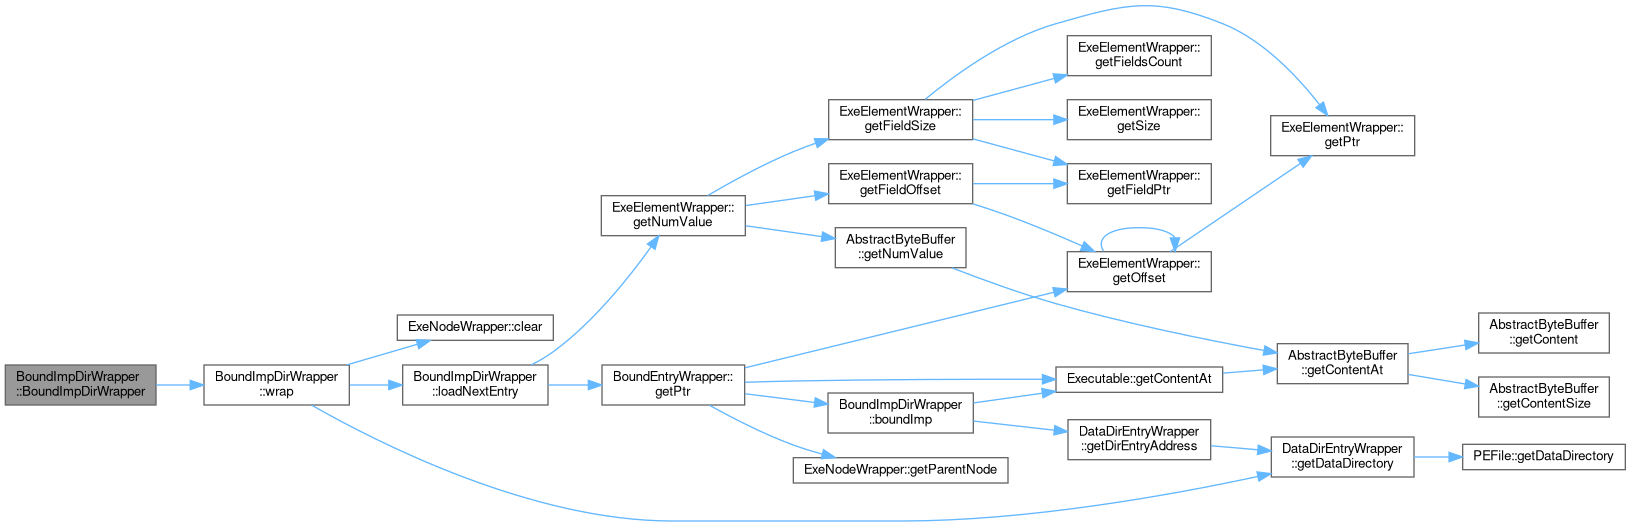 BoundImpDirWrapper
::BoundImpDirWrapper
BoundImpDirWrapper
::wrap
ExeNodeWrapper::clear
BoundImpDirWrapper
::loadNextEntry
ExeElementWrapper::
getNumValue
BoundEntryWrapper::
getPtr
ExeElementWrapper::
getFieldSize
ExeElementWrapper::
getFieldOffset
AbstractByteBuffer
::getNumValue
BoundImpDirWrapper
::boundImp
ExeNodeWrapper::getParentNode
ExeElementWrapper::
getFieldsCount
ExeElementWrapper::
getSize
ExeElementWrapper::
getFieldPtr
ExeElementWrapper::
getOffset
Executable::getContentAt
DataDirEntryWrapper
::getDirEntryAddress
ExeElementWrapper::
getPtr
AbstractByteBuffer
::getContentAt
DataDirEntryWrapper
::getDataDirectory
AbstractByteBuffer
::getContent
AbstractByteBuffer
::getContentSize
PEFile::getDataDirectory